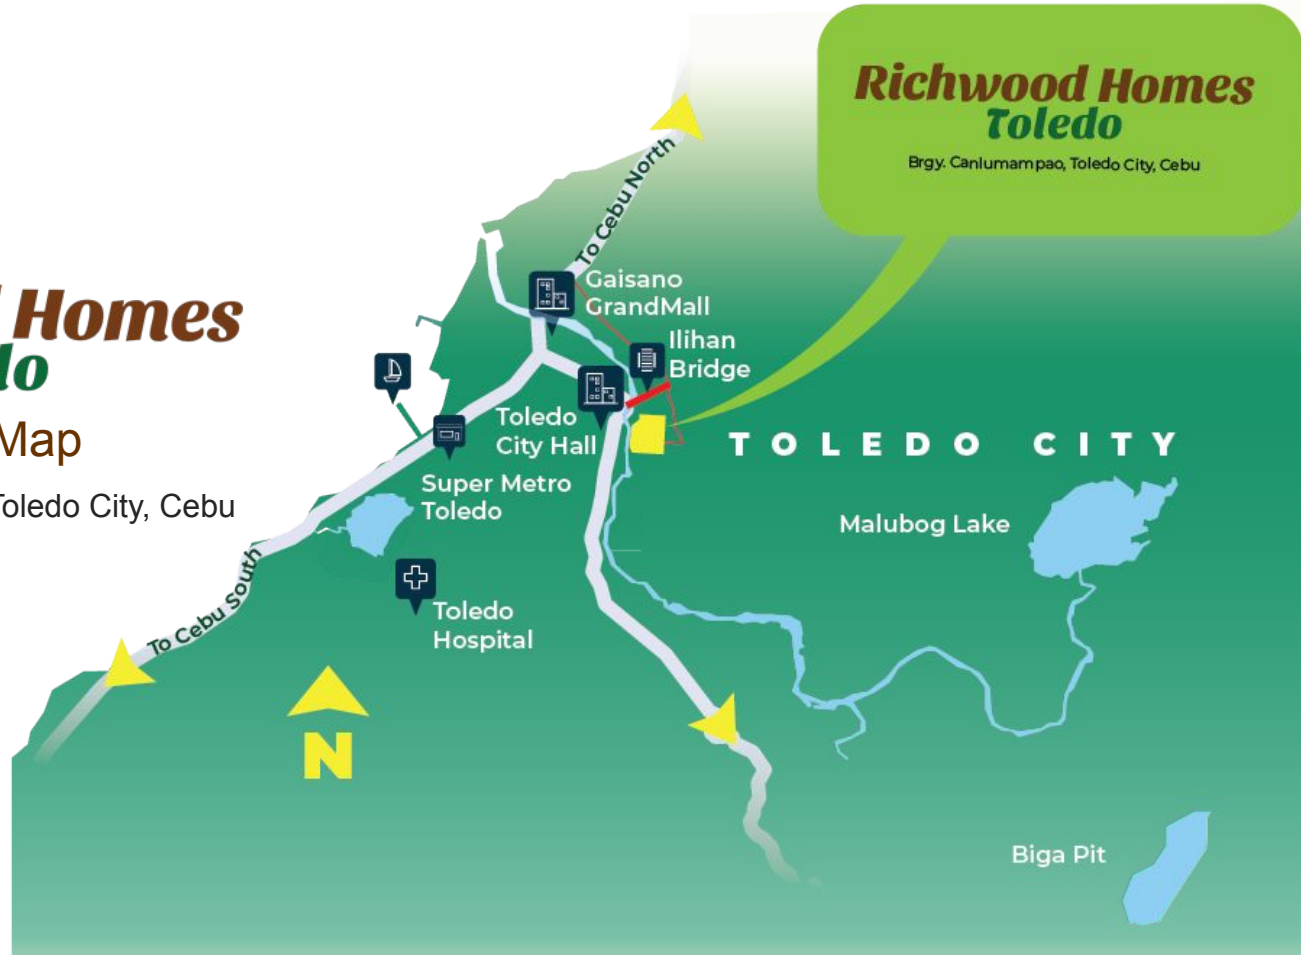 Richwood Homes
Toledo
Brgy. Canlumampao, Toledo City, Cebu
To Cebu North
Gaisano
GrandMall
Ilihan
Bridge
Homes
Map
Toledo City, Cebu
Toledo
City Hall
TOLEDO CITY
Super Metro
Toledo
Malubog Lake
To Cebu South
Toledo
Hospital
N
Biga Pit